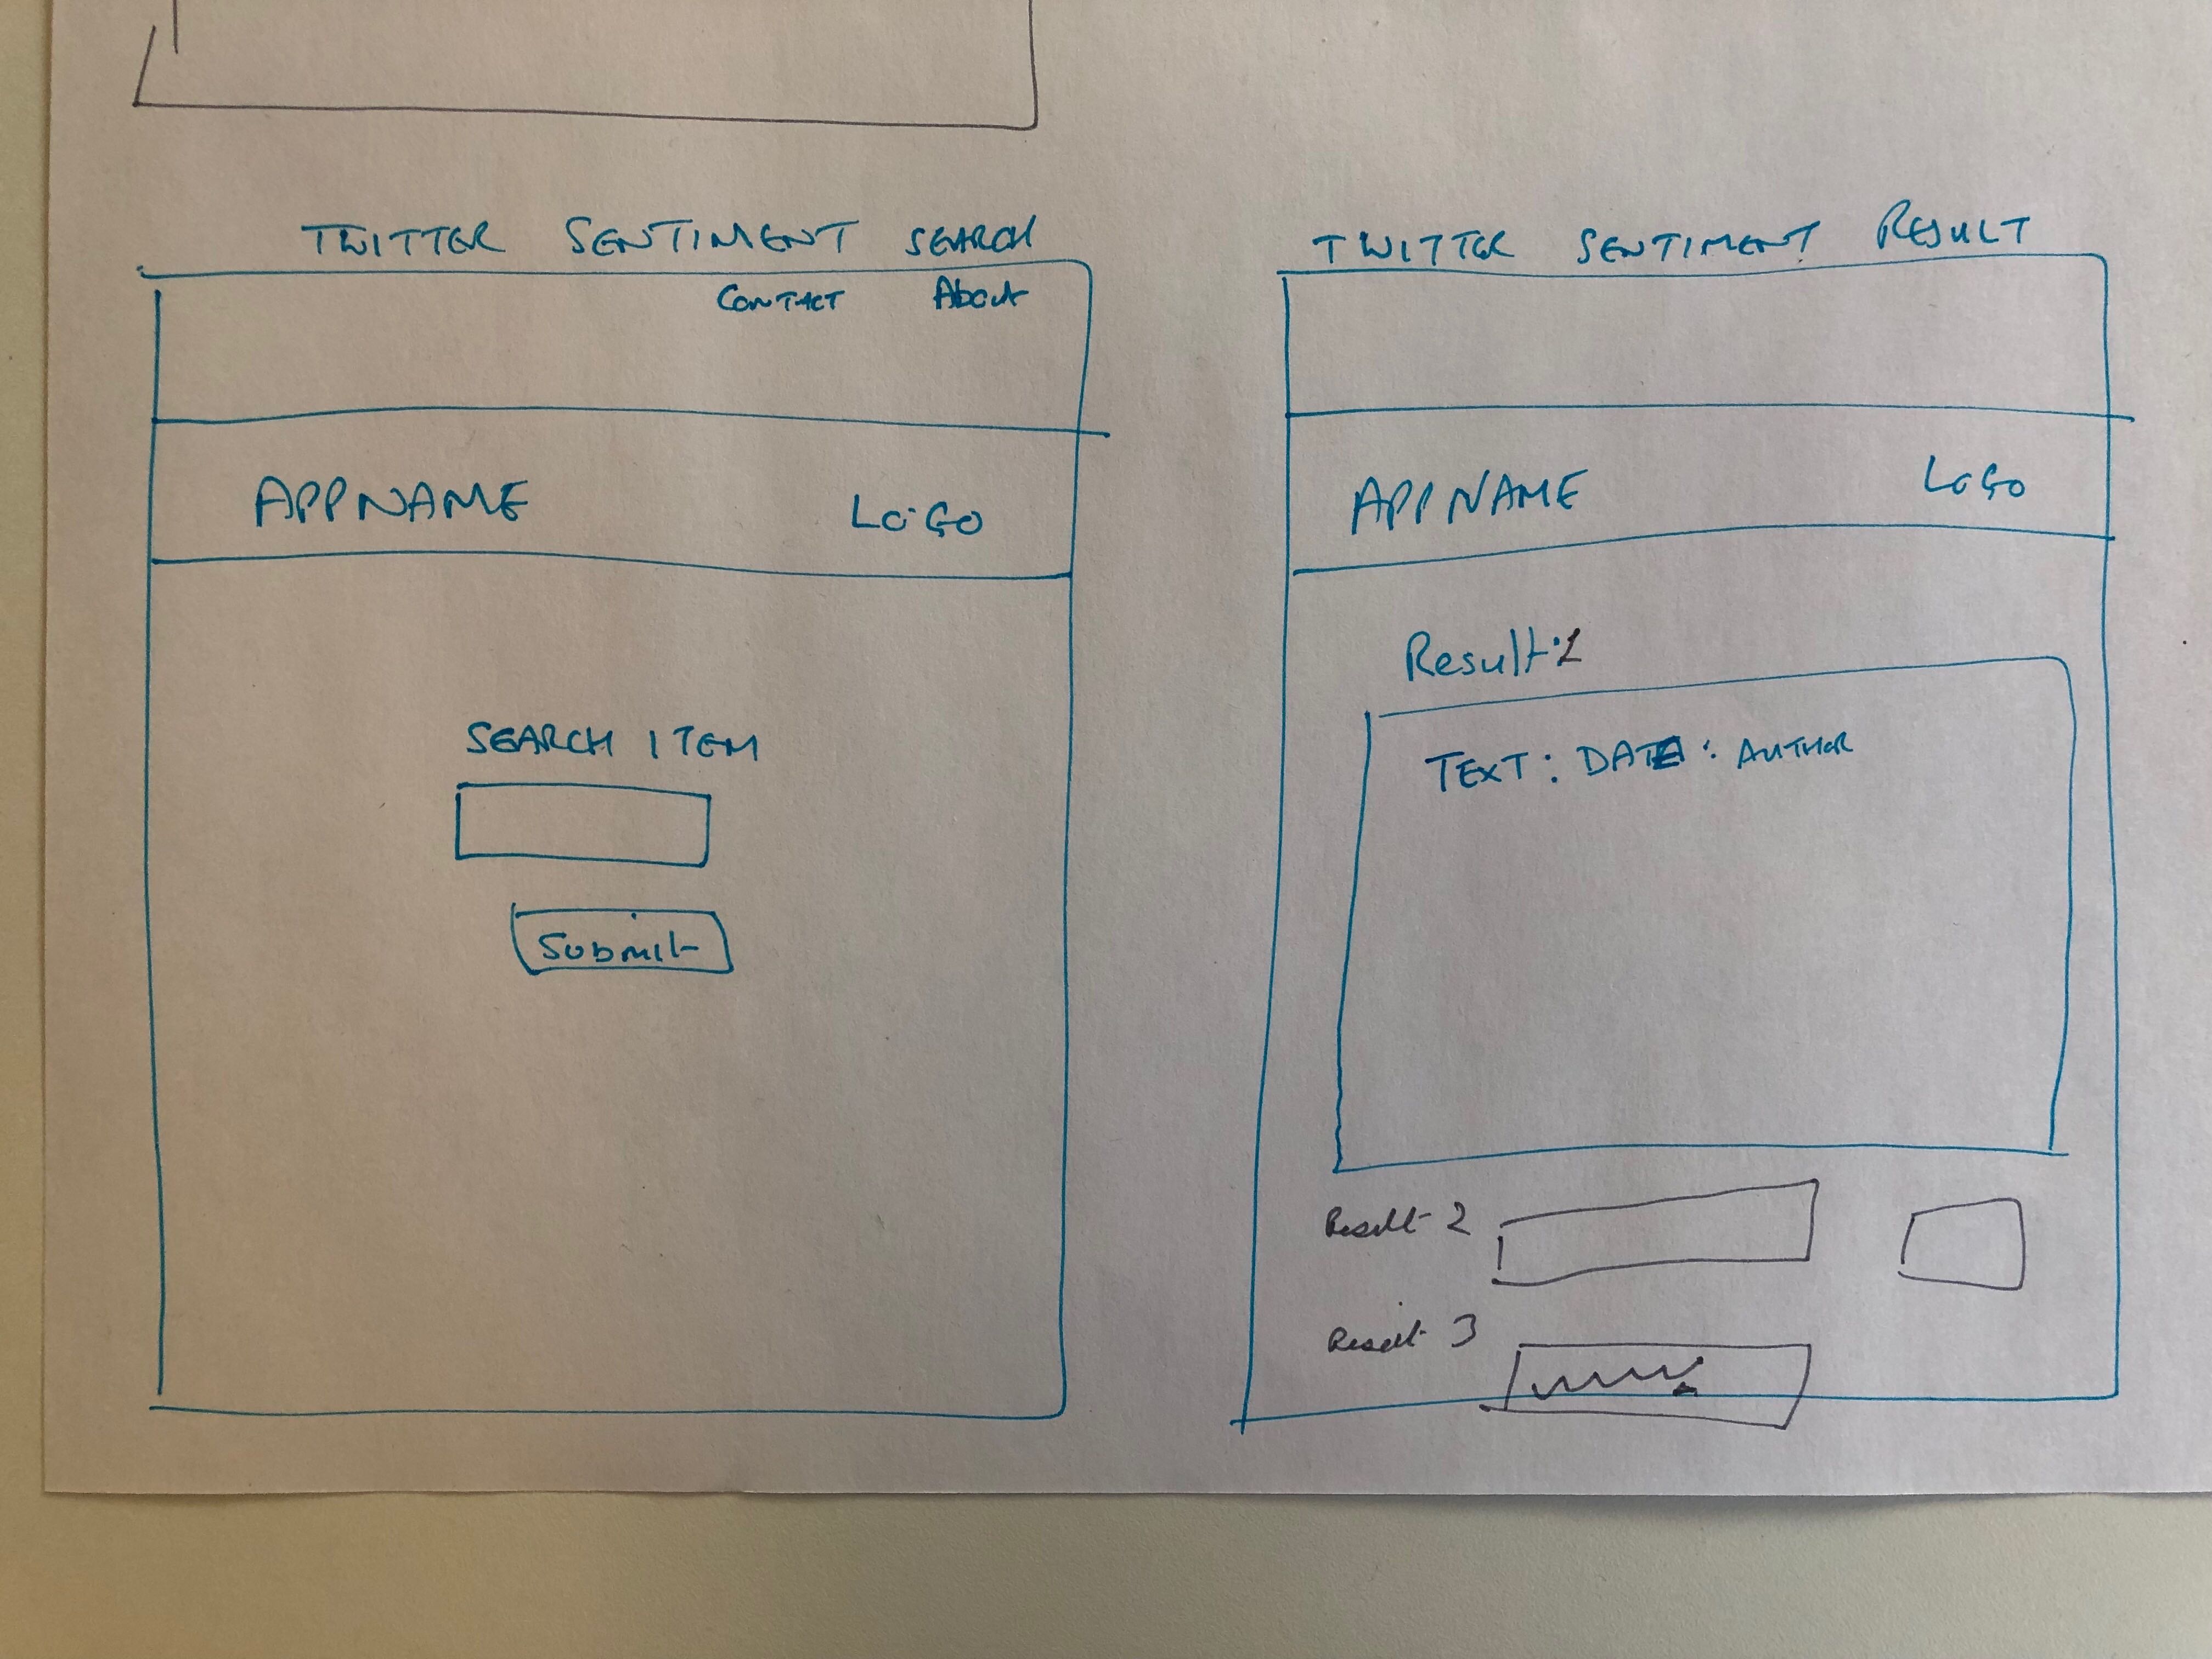 TWITTER SENTIMENT SEARCH
CONTACT About
APPNAME LOGO
SEARCH ITEM
Submit
TWITTER SENTIMENT RESULT
APPNAME LOGO
Result:1
TEXT: DATE: AUTHOR
Result 2
Result 3